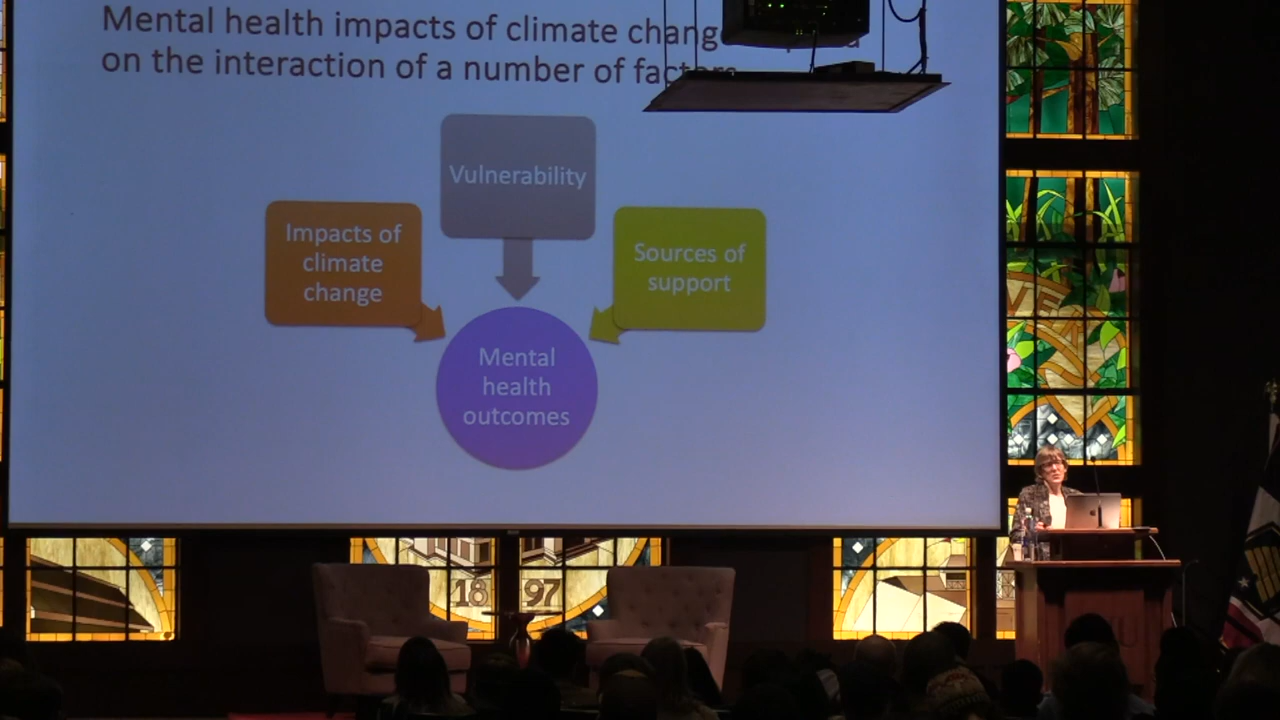 Mental health impacts of climate chang
on the interaction of a number of factors
Vulnerability
Impacts of
climate
change
Sources of
support
Mental
health
outcomes
18 97